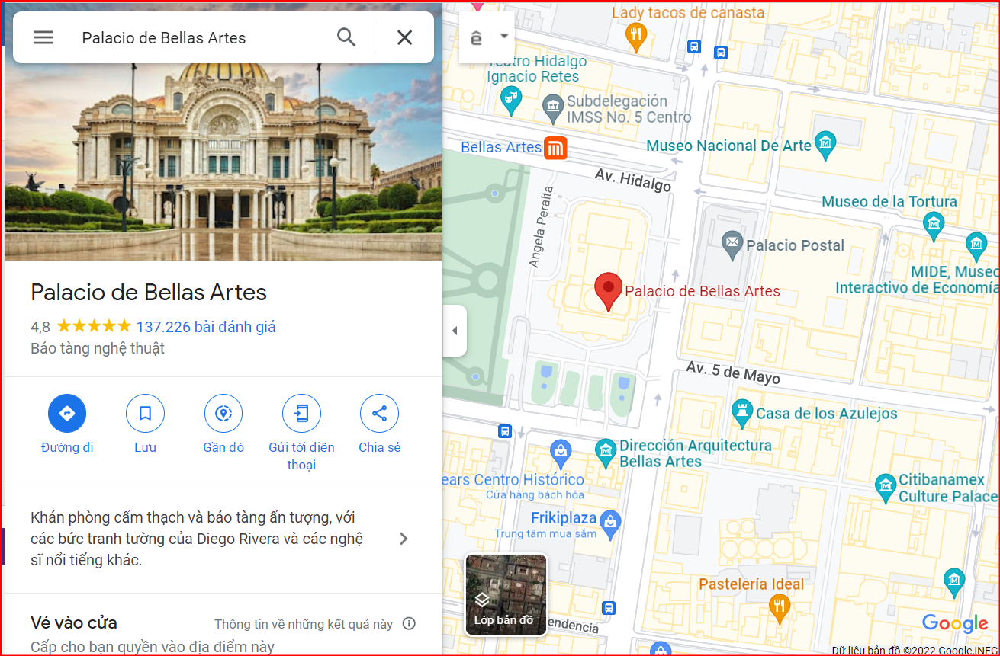 Palacio de Bellas Artes
Palacio de Bellas Artes
4,8
137.226 bài đánh giá
Bảo tàng nghệ thuật
Đường đi
Lưu
Gần đó
Gửi tới điện
thoại
Chia sẻ
Khán phòng cẩm thạch và bảo tàng ấn tượng, với
các bức tranh tường của Diego Rivera và các nghệ
sĩ nổi tiếng khác.
Vé vào cửa
Thông tin về những kết quả này
Cấp cho bạn quyền vào địa điểm này
ê
Lady tacos de canasta
Teatro Hidalgo
Ignacio Retes
Subdelegación
IMSS No. 5 Centro
Bellas Artes
Museo Nacional De Arte
Av. Hidalgo
Angela Peralta
Museo de la Tortura
Palacio Postal
MIDE, Museo
Interactivo de Economía
Palacio de Bellas Artes
Av. 5 de Mayo
Casa de los Azulejos
Dirección Arquitectura
Bellas Artes
ears Centro Histórico
Cửa hàng bách hóa
Citibanamex
Culture Palace
Frikiplaza
Trung tâm mua sắm
Pastelería Ideal
Lớp bản đồ
pendencia
Google
Dữ liệu bản đồ ©2022 Google,INEG